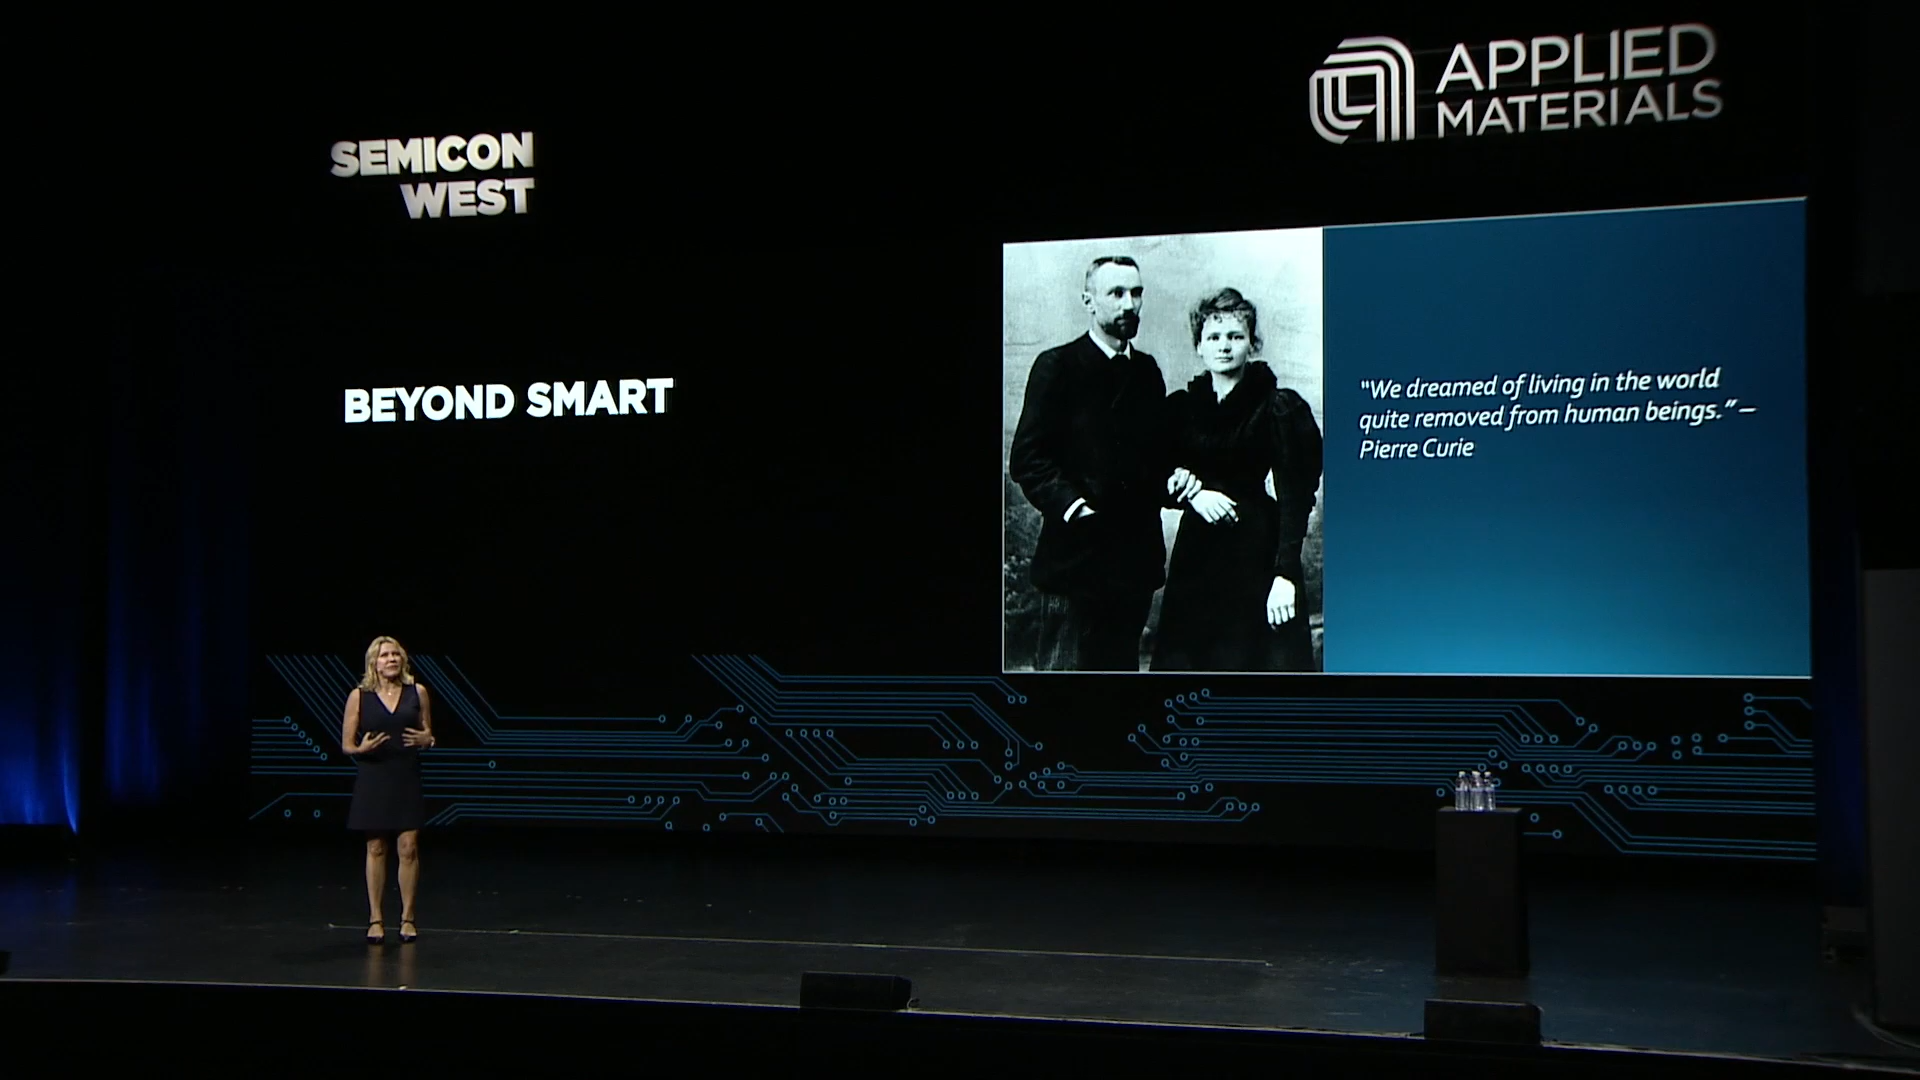 SEMICON
WEST
APPLIED
MATERIALS
BEYOND SMART
"We dreamed of living in the world
quite removed from human beings." –
Pierre Curie